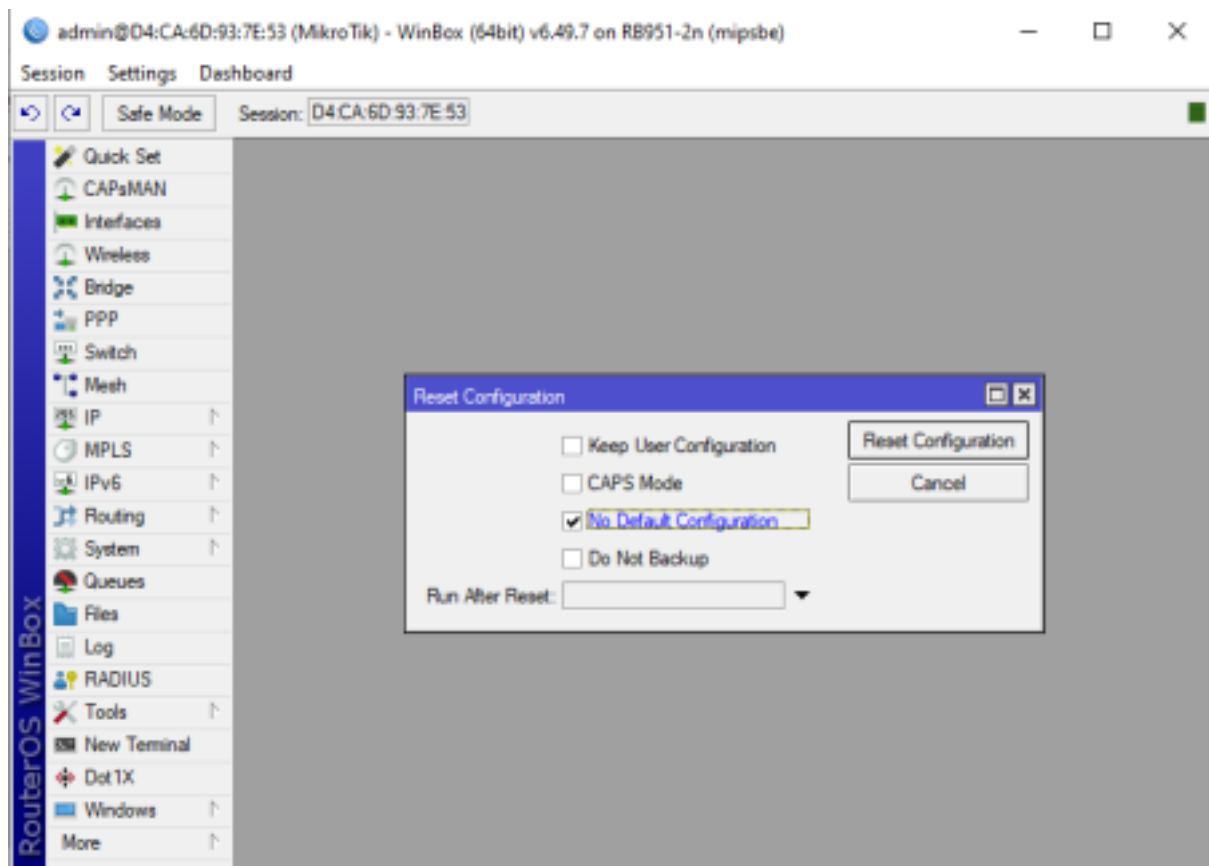 admin@D4:CA:6D:93:7E:53 (MikroTik) - WinBox (64bit) v6.49.7 on RB951-2n (mipsbe)
Session Settings Dashboard
Safe Mode Session: D4:CA:6D:93:7E:53
Quick Set
CAPsMAN
Interfaces
Wireless
Bridge
PPP
Switch
Mesh
IP
MPLS
IPv6
Routing
System
Queues
Files
Log
RADIUS
Tools
New Terminal
Dot1X
Windows
More
RouterOS WinBox
Reset Configuration
Keep User Configuration
CAPS Mode
No Default Configuration
Do Not Backup
Run After Reset:
Reset Configuration
Cancel